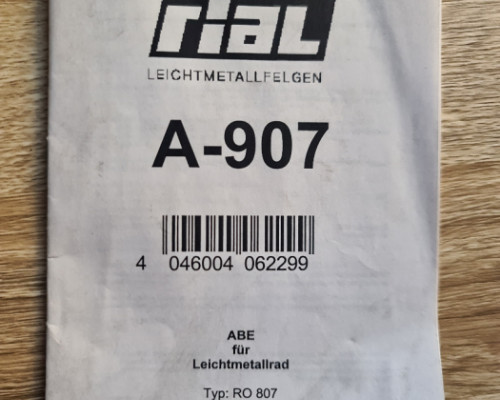 rial
LEICHTMETALLFELGEN
A-907
4 046004 062299
ABE
für
Leichtmetallrad
Typ: RO 807